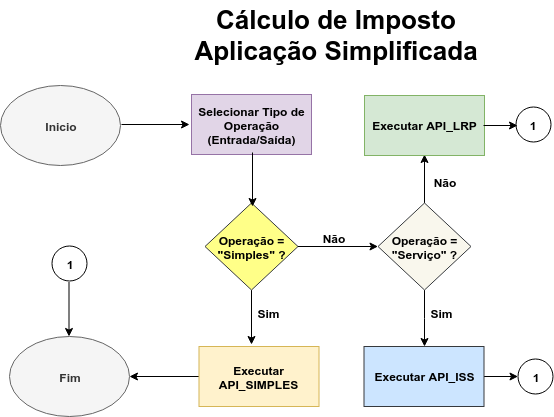 Cálculo de Imposto
Aplicação Simplificada
Inicio
Selecionar Tipo de
Operação
(Entrada/Saída)
Executar API_LRP
1
Não
Operação =
"Simples" ?
Não
Operação =
"Serviço" ?
1
Sim
Sim
Fim
Executar
API_SIMPLES
Executar API_ISS
1